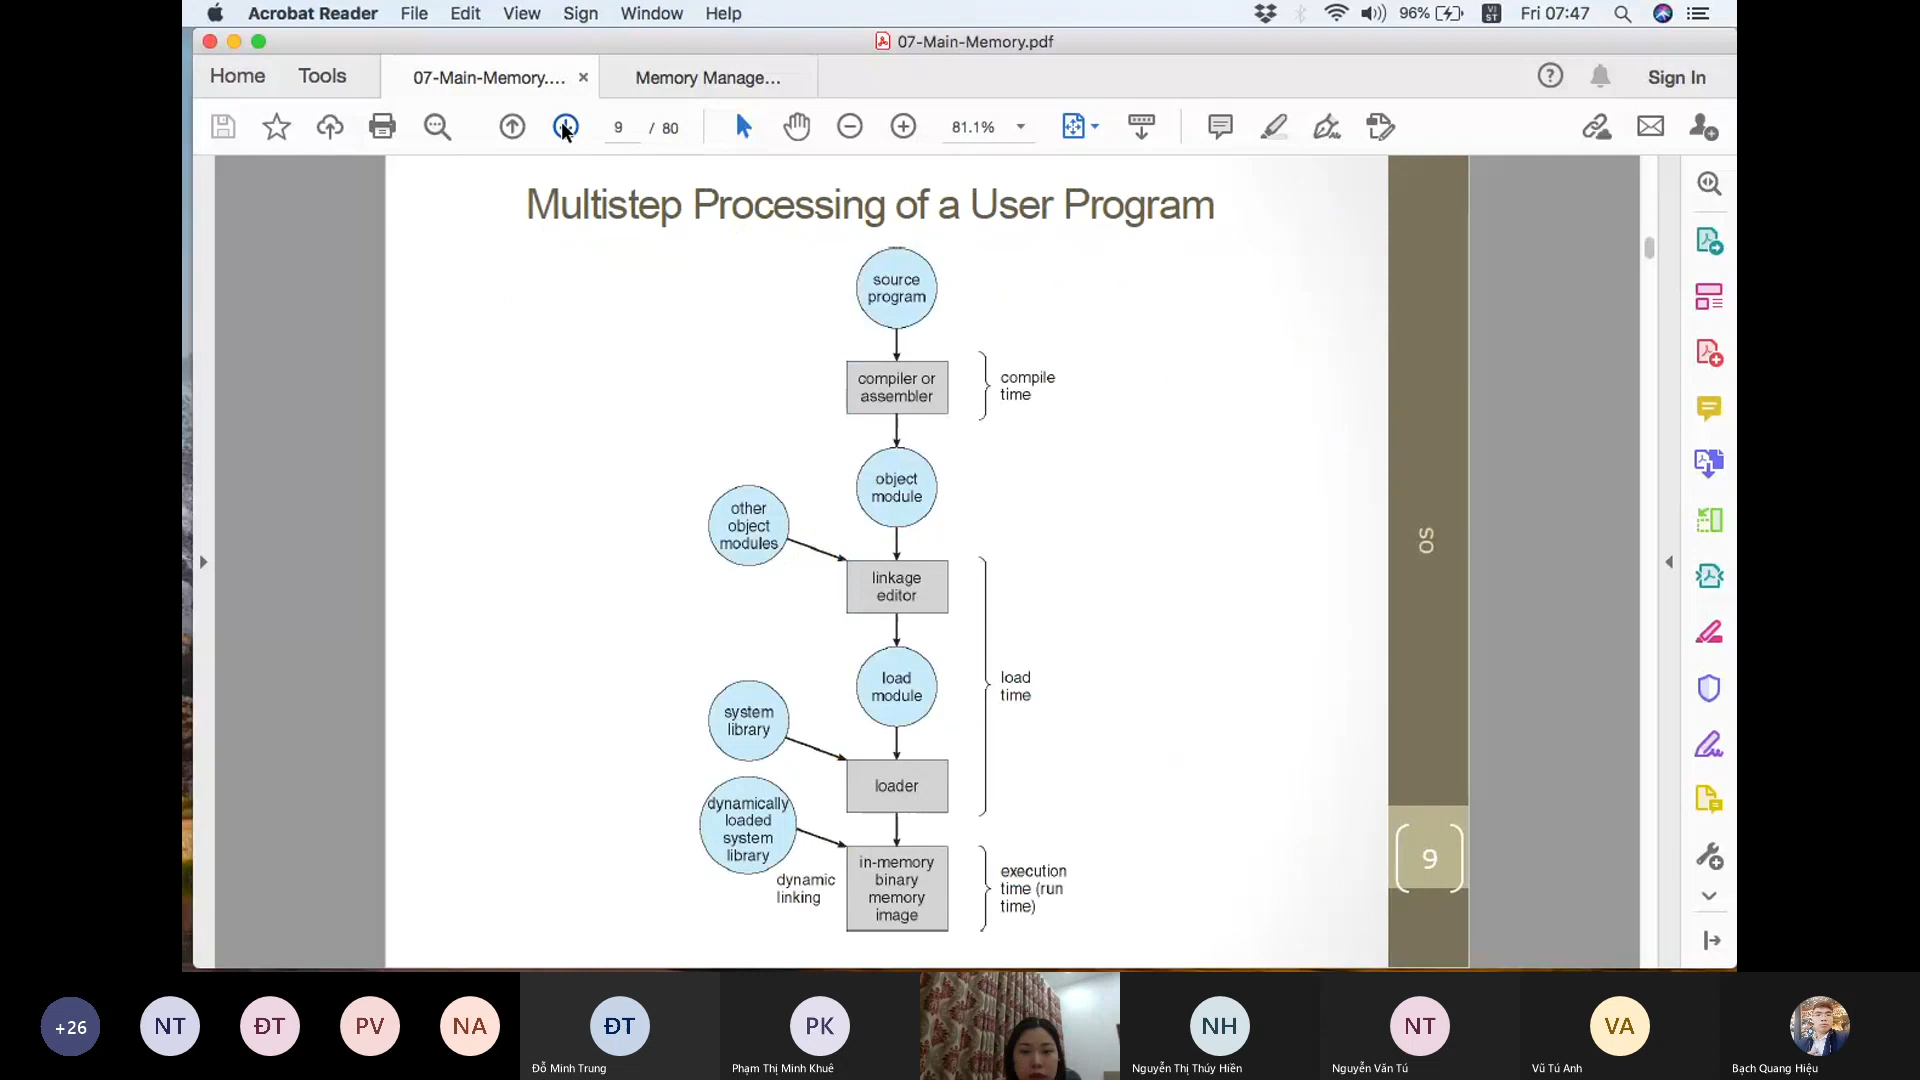 Acrobat Reader File Edit View Sign Window Help 96% VI ST Fri 07:47
07-Main-Memory.pdf
Home Tools 07-Main-Memory.... × Memory Manage... ? Sign In
9 / 80 81.1%
Multistep Processing of a User Program
source
program
compiler or
assembler
compile
time
object
module
other
object
modules
linkage
editor
load
module
load
time
system
library
loader
dynamically
loaded
system
library
dynamic
linking
in-memory
binary
memory
image
execution
time (run
time)
OS
9
+26 NT ĐT PV NA ĐT PK NH NT VA
Đỗ Minh Trung Phạm Thị Minh Khuê Nguyễn Thị Thúy Hiền Nguyễn Văn Tú Vũ Tú Anh Bạch Quang Hiệu